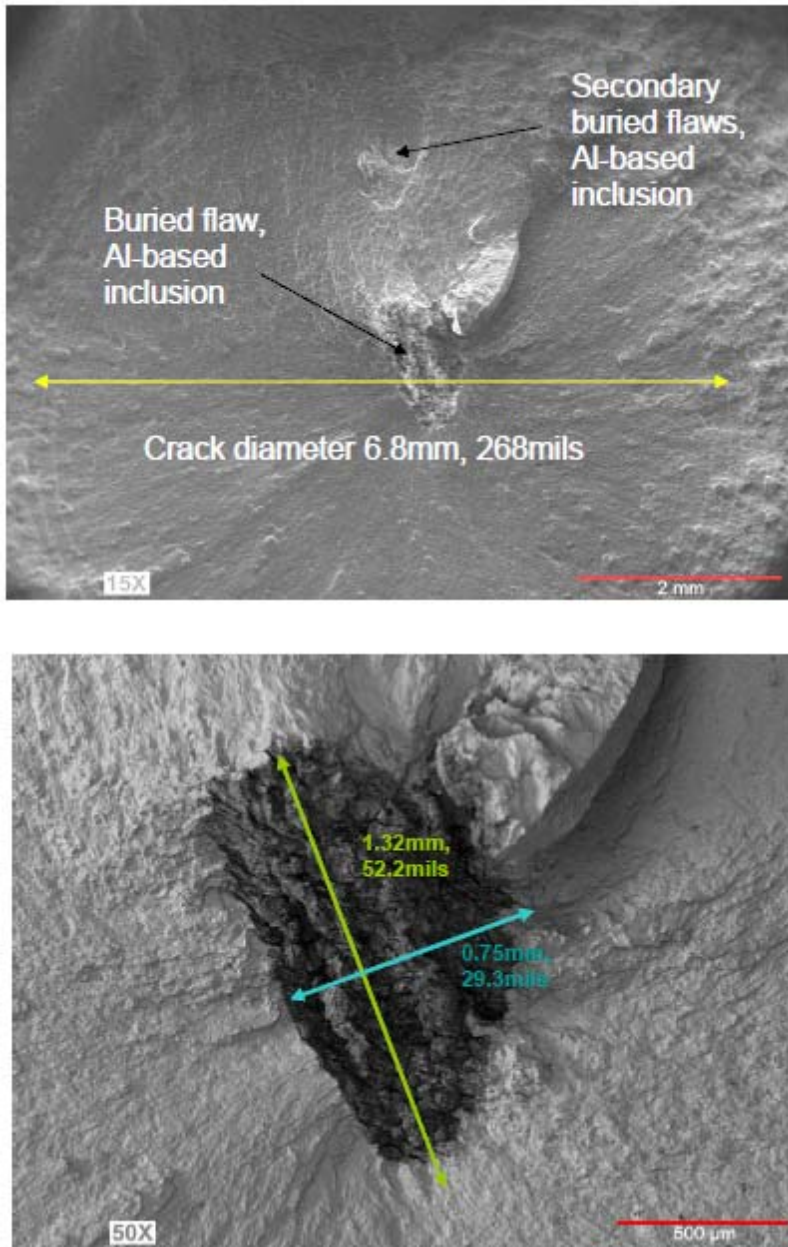 Secondary
buried flaws,
Al-based
inclusion
Buried flaw,
Al-based
inclusion
Crack diameter 6.8mm, 268mils
15X
2 mm
1.32mm,
52.2mils
0.75mm,
29.3mils
50X
500 µm